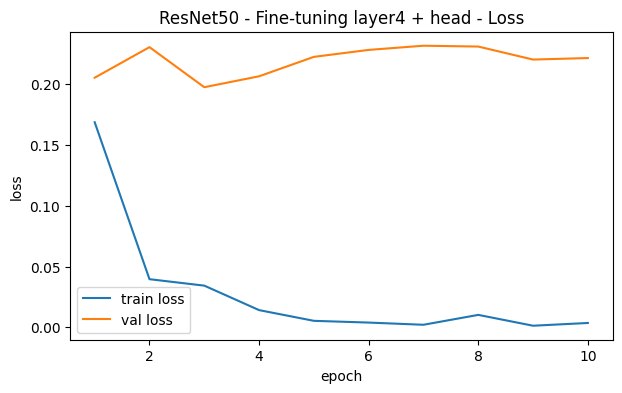 ResNet50 - Fine-tuning layer4 + head - Loss
loss
0.20
0.15
0.10
0.05
0.00
train loss
val loss
2 4 6 8 10
epoch